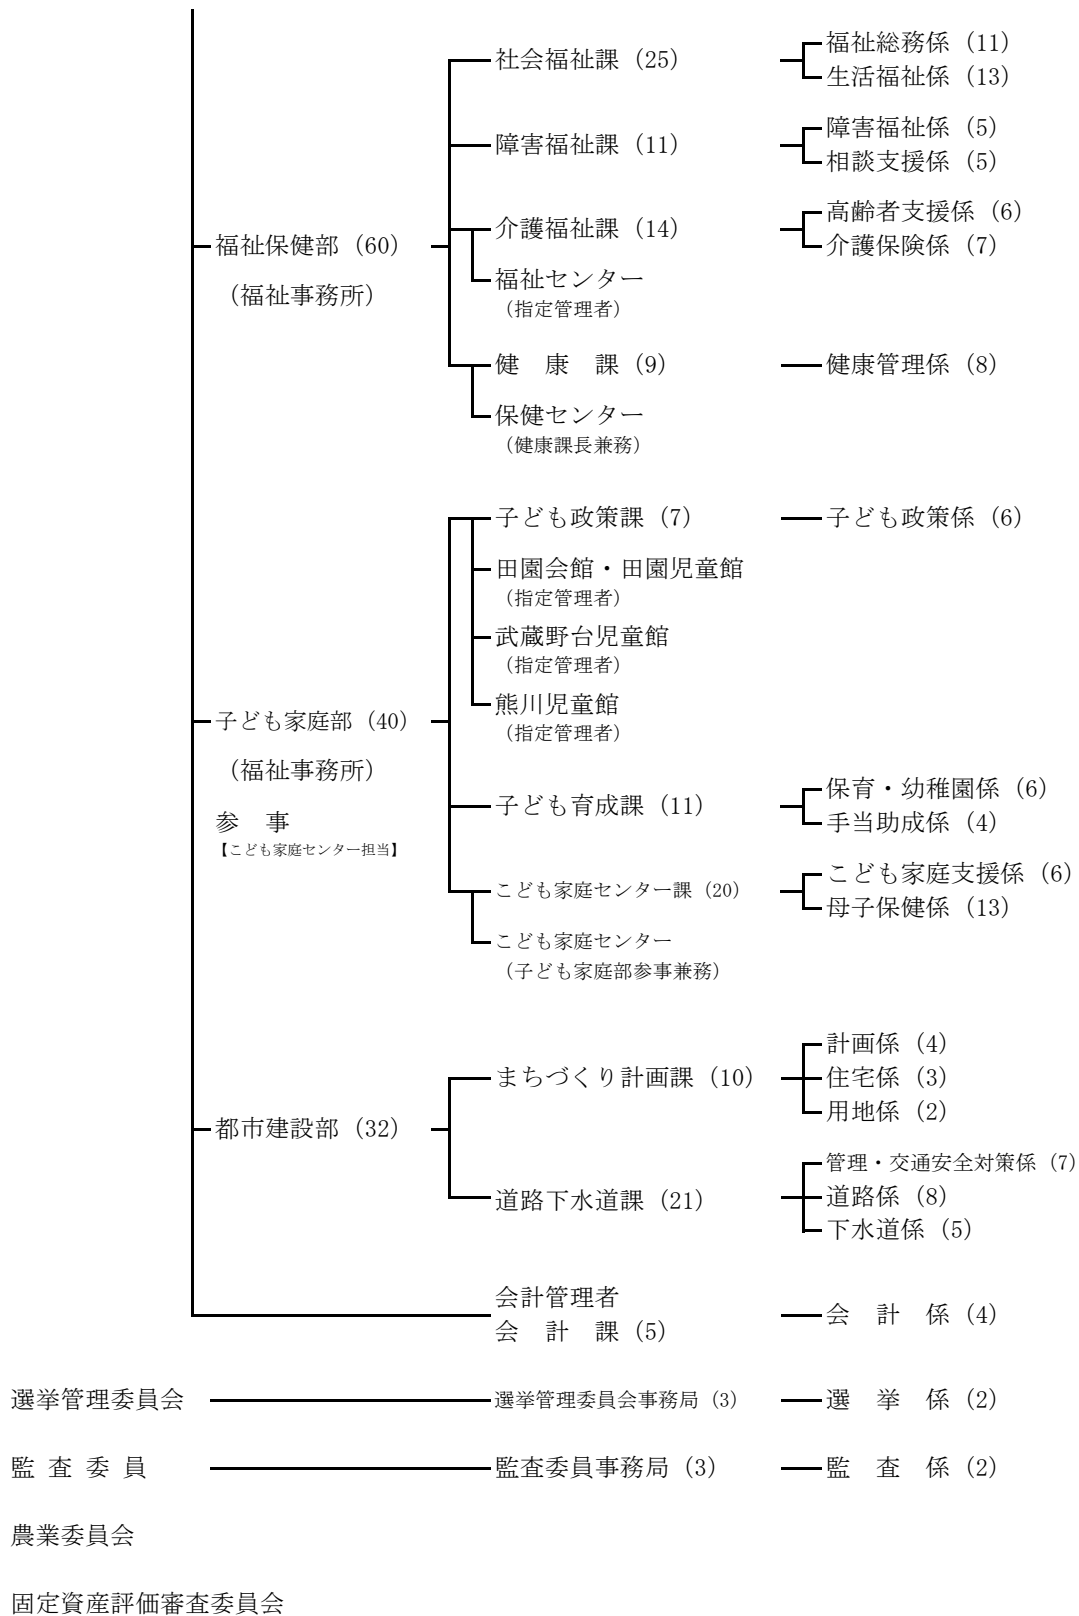 福祉保健部（60）
（福祉事務所）
社会福祉課（25）
福祉総務係（11）
生活福祉係（13）
障害福祉課（11）
障害福祉係（5）
相談支援係（5）
介護福祉課（14）
高齢者支援係（6）
介護保険係（7）
福祉センター
（指定管理者）
健　康　課（9）
健康管理係（8）
保健センター
（健康課長兼務）
子ども家庭部（40）
（福祉事務所）
参　事
【こども家庭センター担当】
子ども政策課（7）
子ども政策係（6）
田園会館・田園児童館
（指定管理者）
武蔵野台児童館
（指定管理者）
熊川児童館
（指定管理者）
子ども育成課（11）
保育・幼稚園係（6）
手当助成係（4）
こども家庭センター課（20）
こども家庭支援係（6）
母子保健係（13）
こども家庭センター
（子ども家庭部参事兼務）
都市建設部（32）
まちづくり計画課（10）
計画係（4）
住宅係（3）
用地係（2）
道路下水道課（21）
管理・交通安全対策係（7）
道路係（8）
下水道係（5）
会計管理者
会　計　課（5）
会　計　係（4）
選挙管理委員会
選挙管理委員会事務局（3）
選　挙　係（2）
監 査 委 員
監査委員事務局（3）
監　査　係（2）
農業委員会
固定資産評価審査委員会